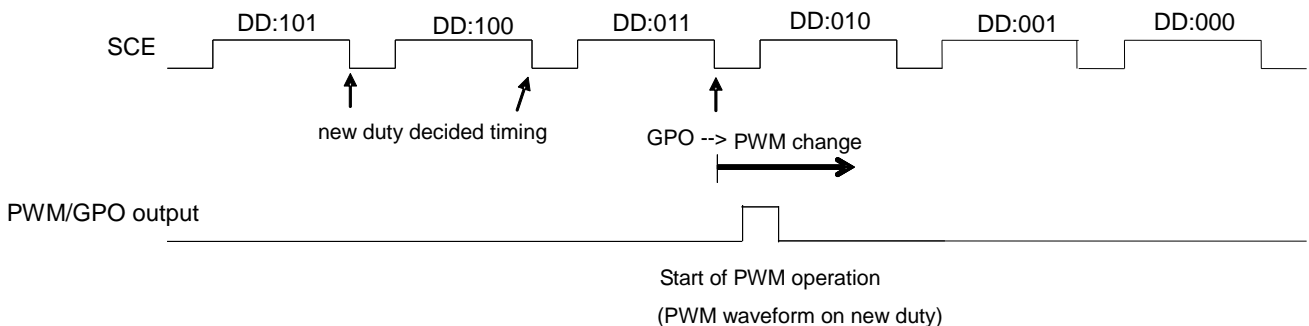 DD:101 DD:100 DD:011 DD:010 DD:001 DD:000
SCE
new duty decided timing
GPO --> PWM change
PWM/GPO output
Start of PWM operation
(PWM waveform on new duty)